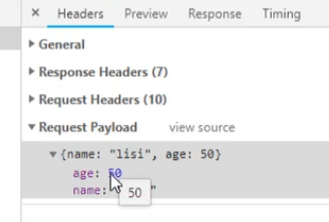 × Headers Preview Response Timing
▶ General
▶ Response Headers (7)
▶ Request Headers (10)
▼ Request Payload view source
▼ {name: "lisi", age: 50}
age: 50
name: "
50